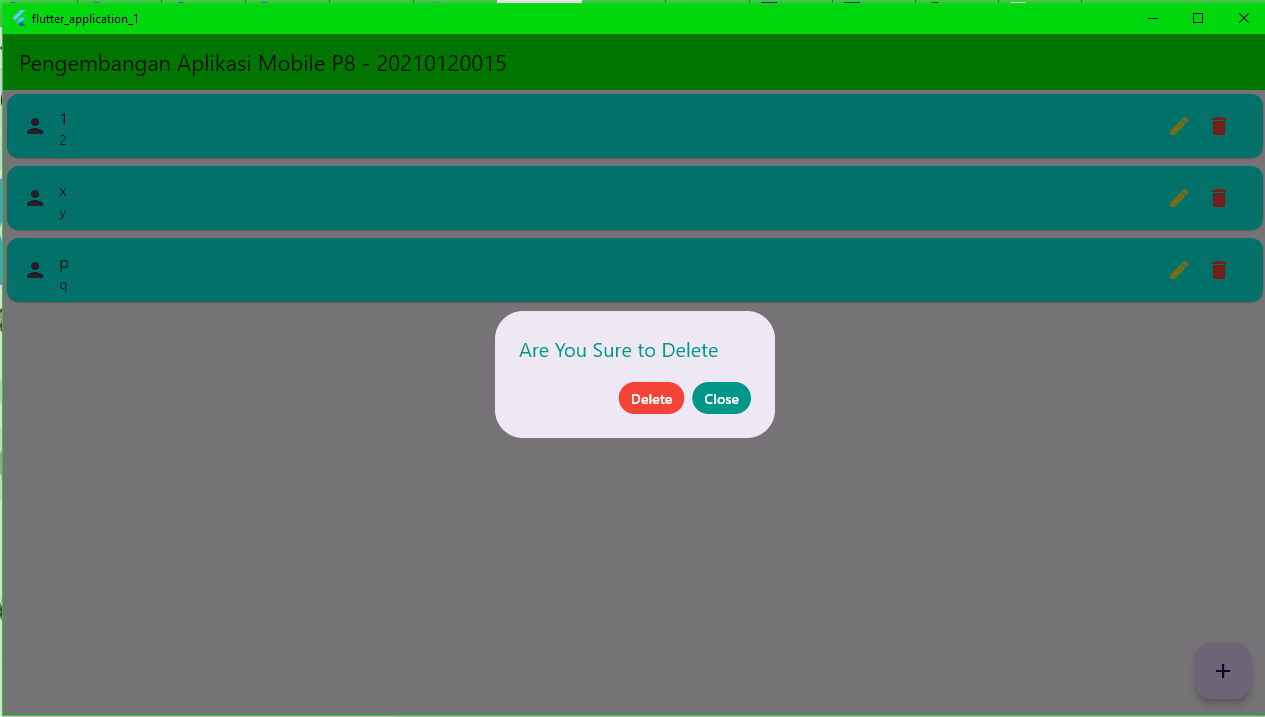 flutter_application_1
Pengembangan Aplikasi Mobile P8 - 20210120015
1
2
x
y
p
q
Are You Sure to Delete
Delete Close